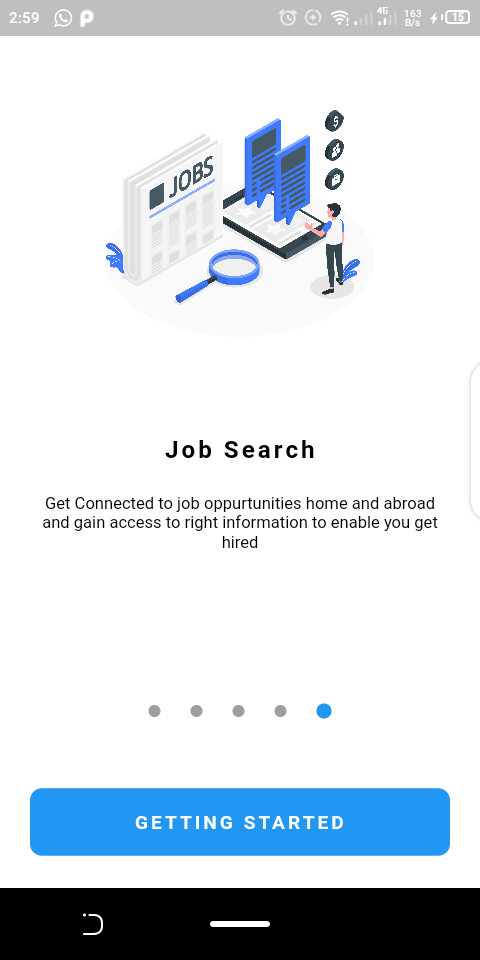 2:59
4G
163
B/s
15
JOBS
$
Job Search
Get Connected to job oppurtunities home and abroad
and gain access to right information to enable you get
hired
GETTING STARTED